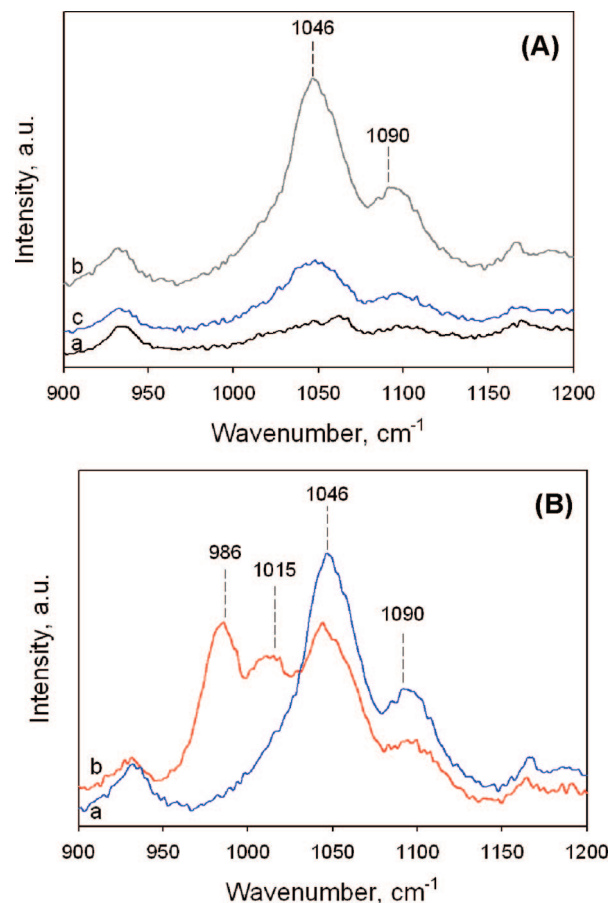 1046
(A)
1090
Intensity, a.u.
b
c
a
900 950 1000 1050 1100 1150 1200
Wavenumber, cm-1
1046
(B)
986
1015
1090
Intensity, a.u.
b
a
900 950 1000 1050 1100 1150 1200
Wavenumber, cm-1